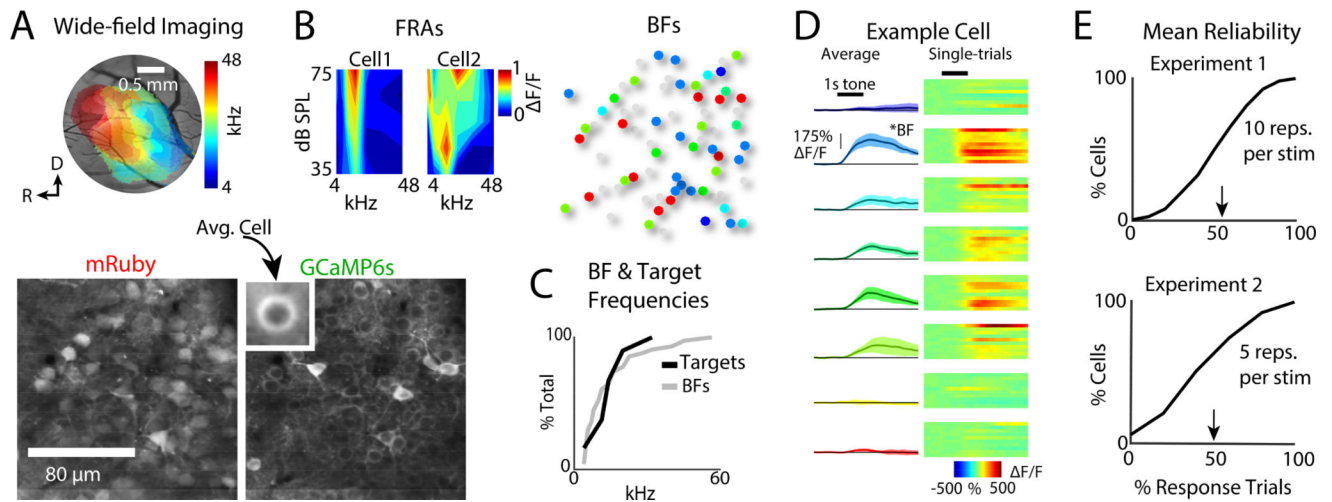 A Wide-field Imaging
0.5 mm
48
kHz
4
D
R
Avg. Cell
mRuby
GCaMP6s
80 µm
B FRAs
Cell1 Cell2
75
dB SPL
35
4 48 4 48
kHz kHz
1
0
ΔF/F
BFs
C BF & Target
Frequencies
100
% Total
0
Targets
BFs
60
kHz
D Example Cell
Average Single-trials
1s tone
175%
ΔF/F
*BF
ΔF/F
-500 % 500
E Mean Reliability
Experiment 1
100
% Cells
10 reps.
per stim
0 50 100
Experiment 2
100
% Cells
5 reps.
per stim
0
0 50 100
% Response Trials